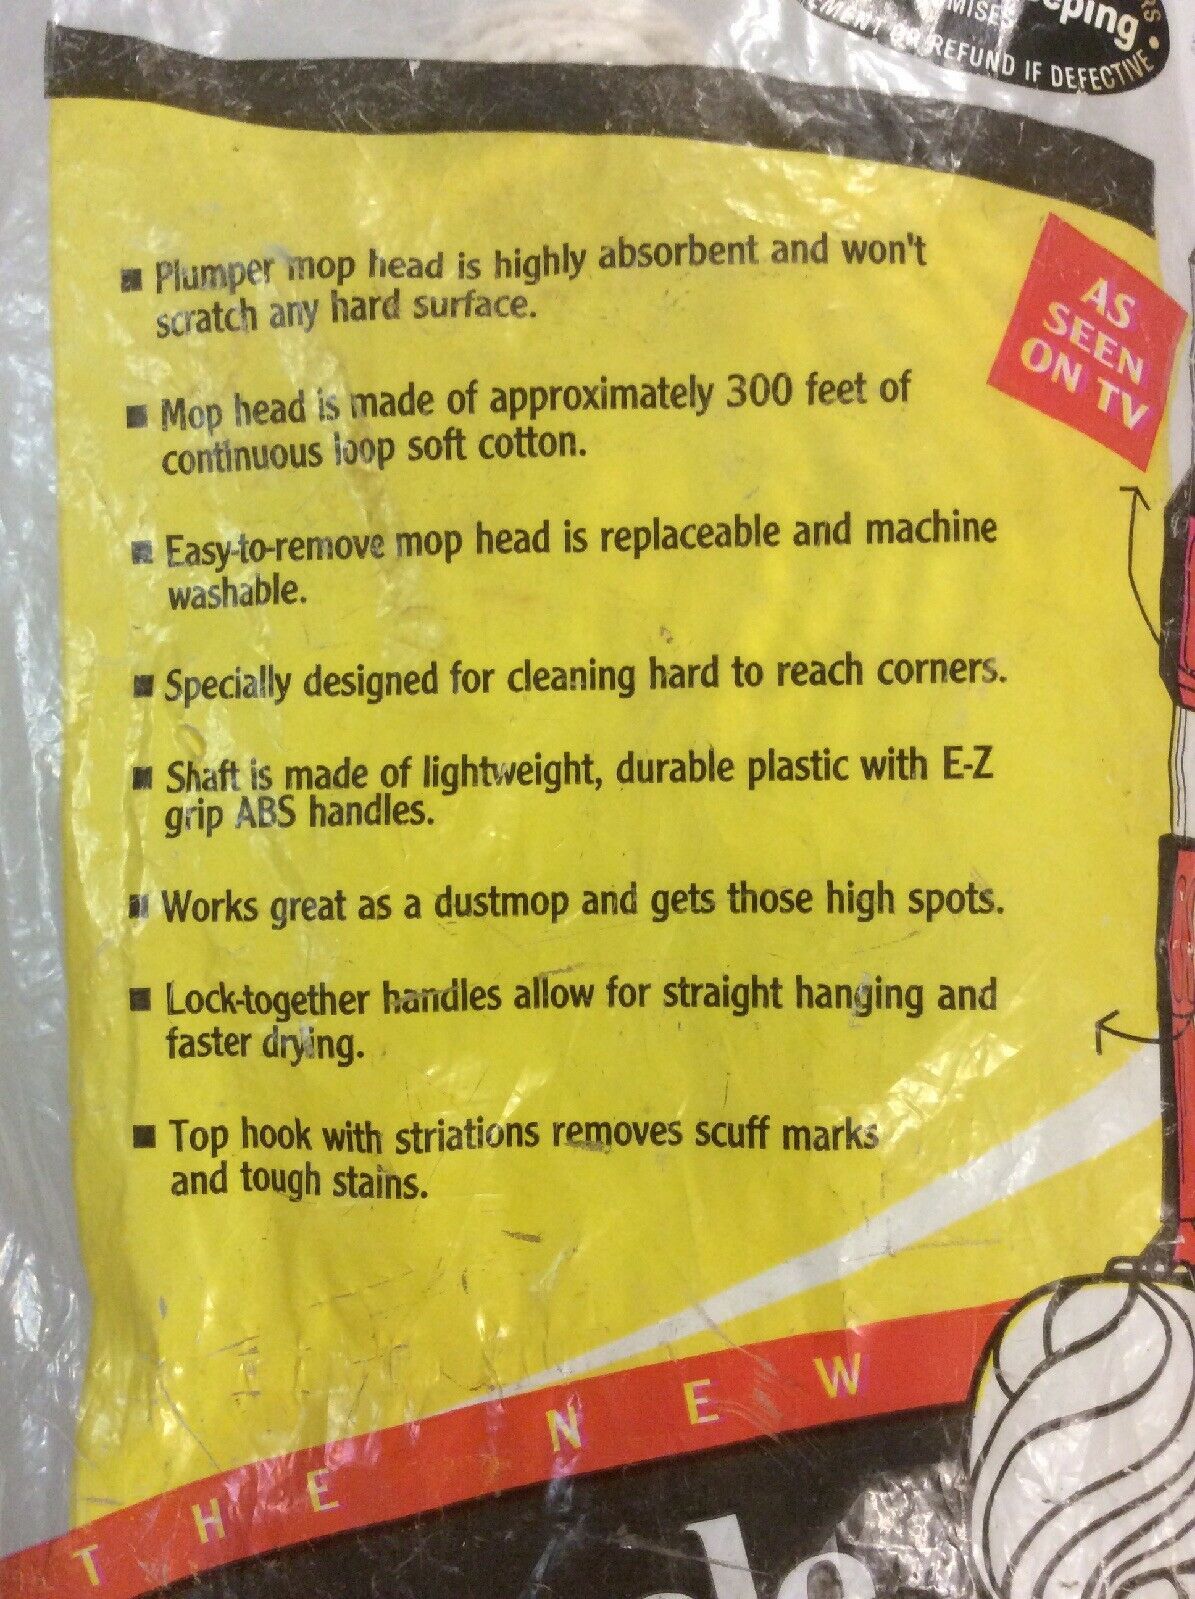 eping
MISES
REFUND IF DEFECTIVE •
■ Plumper mop head is highly absorbent and won't
scratch any hard surface.
AS
SEEN
ON TV
■ Mop head is made of approximately 300 feet of
continuous loop soft cotton.
■ Easy-to-remove mop head is replaceable and machine
washable.
■ Specially designed for cleaning hard to reach corners.
■ Shaft is made of lightweight, durable plastic with E-Z
grip ABS handles.
■ Works great as a dustmop and gets those high spots.
■ Lock-together handles allow for straight hanging and
faster drying.
■ Top hook with striations removes scuff marks
and tough stains.
THE NEW